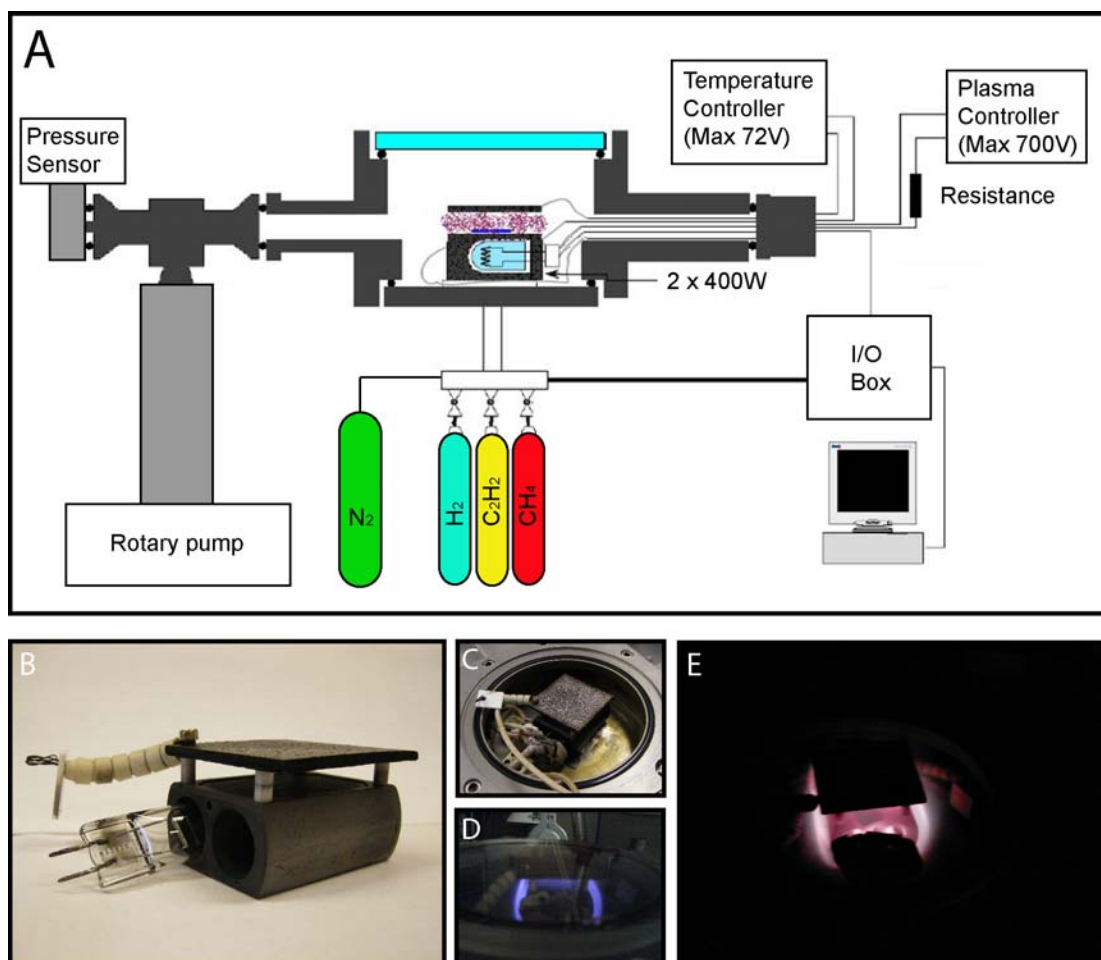 A
Pressure
Sensor
Temperature
Controller
(Max 72V)
Plasma
Controller
(Max 700V)
Resistance
2 x 400W
I/O
Box
N2
H2
C2H2
CH4
Rotary pump
B
C
D
E